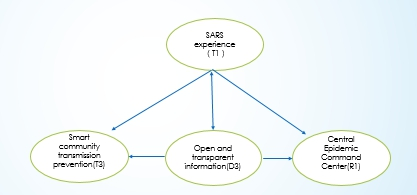 SARS
experience
( T1 )
Smart
community
transmission
prevention(T3)
Open and
transparent
information(D3)
Central
Epidemic
Command
Center(R1)